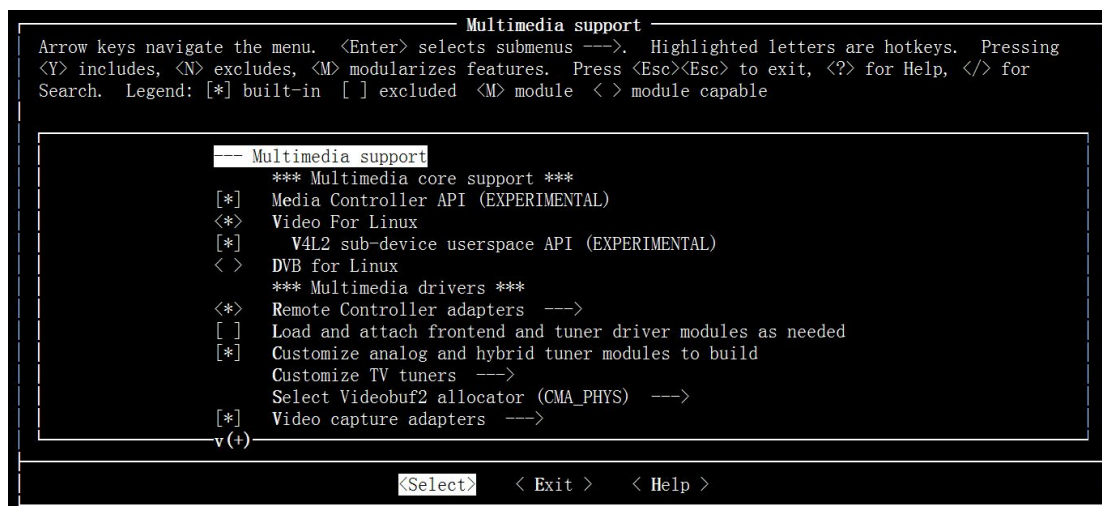 Multimedia support
Arrow keys navigate the menu. <Enter> selects submenus --->. Highlighted letters are hotkeys. Pressing
<Y> includes, <N> excludes, <M> modularizes features. Press <Esc><Esc> to exit, <?> for Help, </> for
Search. Legend: [*] built-in [ ] excluded <M> module < > module capable
--- Multimedia support
*** Multimedia core support ***
[*] Media Controller API (EXPERIMENTAL)
<*> Video For Linux
[*] V4L2 sub-device userspace API (EXPERIMENTAL)
< > DVB for Linux
*** Multimedia drivers ***
<*> Remote Controller adapters --->
[ ] Load and attach frontend and tuner driver modules as needed
[*] Customize analog and hybrid tuner modules to build
Customize TV tuners --->
Select Videobuf2 allocator (CMA_PHYS) --->
[*] Video capture adapters --->
v(+)
<Select> < Exit > < Help >